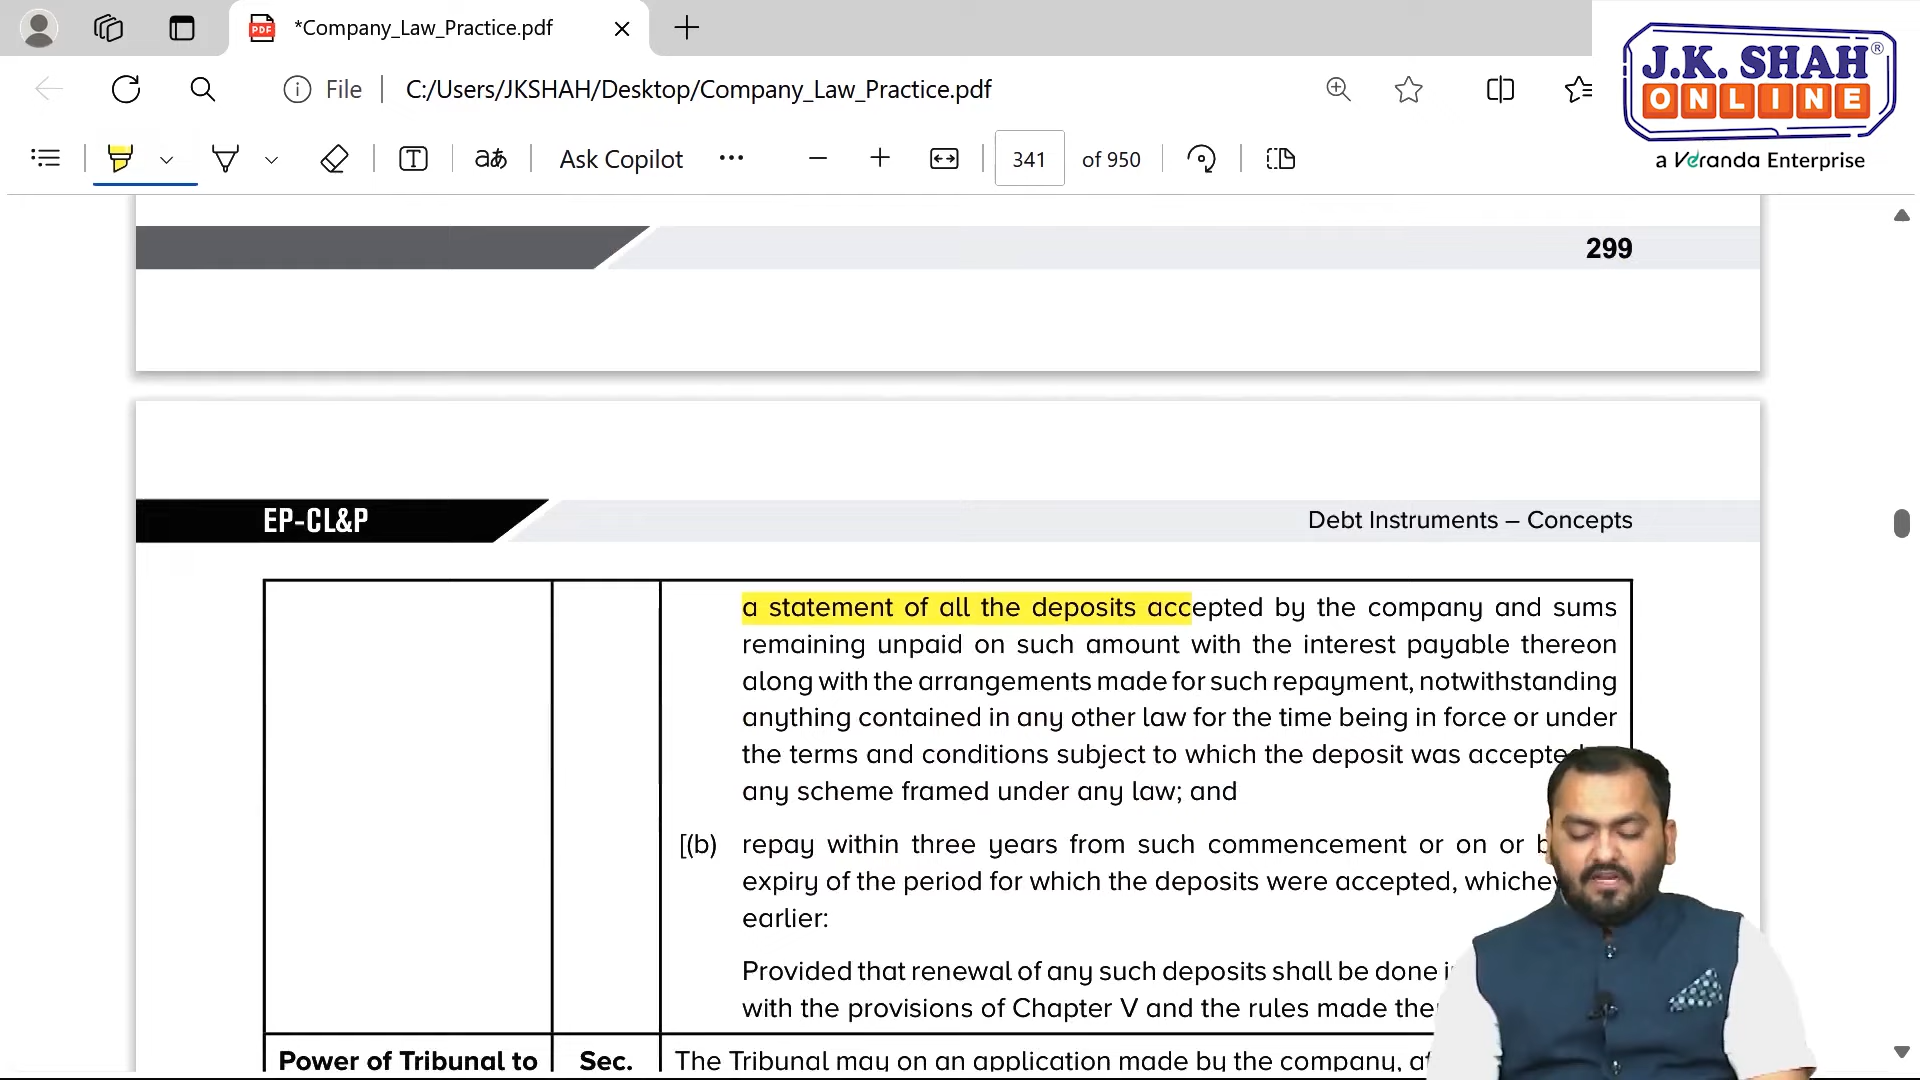 *Company_Law_Practice.pdf
J.K. SHAH®
ONLINE
a Veranda Enterprise
File
C:/Users/JKSHAH/Desktop/Company_Law_Practice.pdf
Ask Copilot
341 of 950
299
EP-CL&P
Debt Instruments – Concepts
a statement of all the deposits accepted by the company and sums
remaining unpaid on such amount with the interest payable thereon
along with the arrangements made for such repayment, notwithstanding
anything contained in any other law for the time being in force or under
the terms and conditions subject to which the deposit was
any scheme framed under any law; and
[(b) repay within three years from such commencement or on or
expiry of the period for which the deposits were accepted,
earlier:
Provided that renewal of any such deposits shall be done
with the provisions of Chapter V and the rules made
Power of Tribunal to
Sec.
The Tribunal may on an application made by the company,